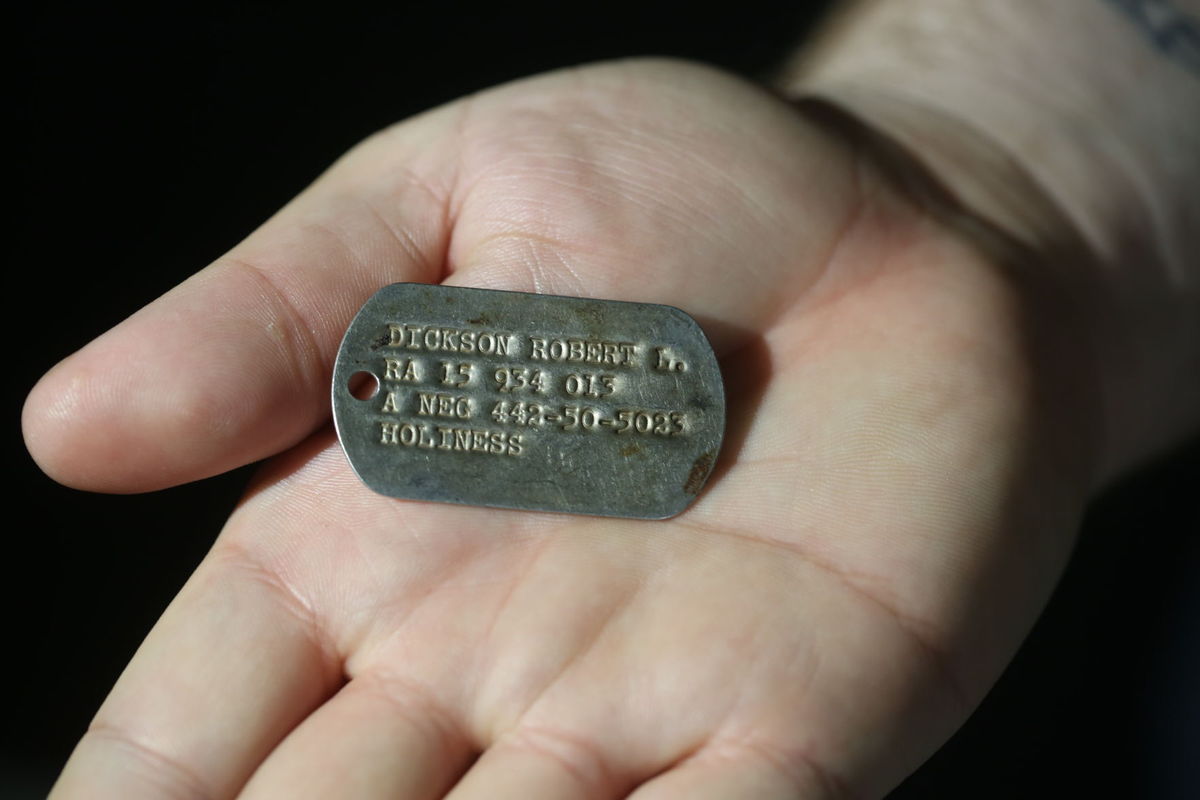 DICKSON ROBERT L.
RA 15 934 013
A NEG 442-50-5023
HOLINESS